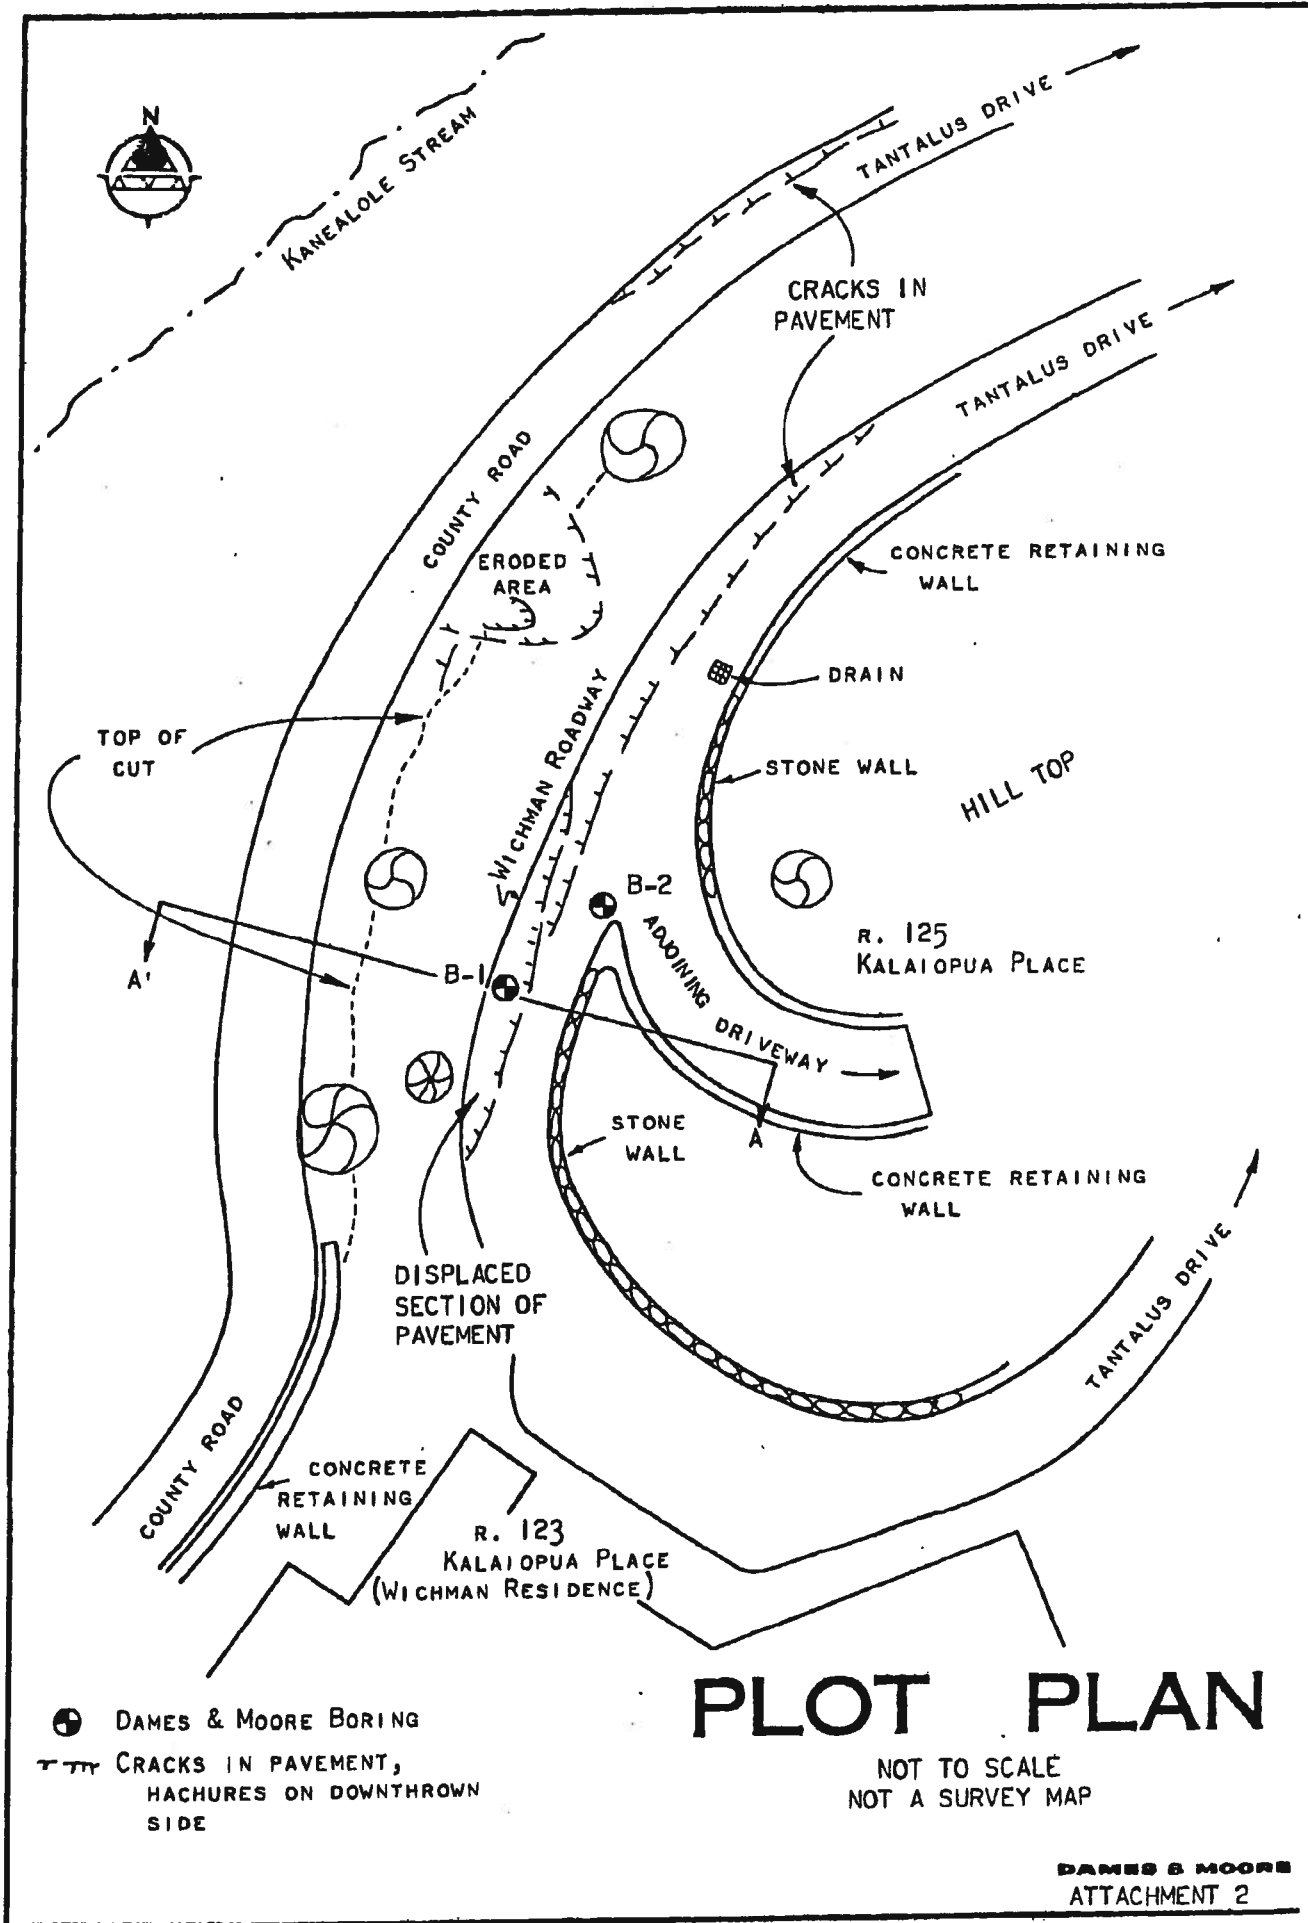 N
KANEALOLE STREAM
TANTALUS DRIVE
CRACKS IN
PAVEMENT
TANTALUS DRIVE
COUNTY ROAD
ERODED
AREA
CONCRETE RETAINING
WALL
DRAIN
TOP OF
CUT
WICHMAN ROADWAY
STONE WALL
HILL TOP
B-2
ADJOINING DRIVEWAY
R. 125
KALAIOPUA PLACE
A'
B-1
STONE
WALL
A
CONCRETE RETAINING
WALL
DISPLACED
SECTION OF
PAVEMENT
TANTALUS DRIVE
COUNTY ROAD
CONCRETE
RETAINING
WALL
R. 123
KALAIOPUA PLACE
(WICHMAN RESIDENCE)
PLOT PLAN
NOT TO SCALE
NOT A SURVEY MAP
DAMES & MOORE BORING
CRACKS IN PAVEMENT,
HACHURES ON DOWNTHROWN
SIDE
DAMES & MOORE
ATTACHMENT 2